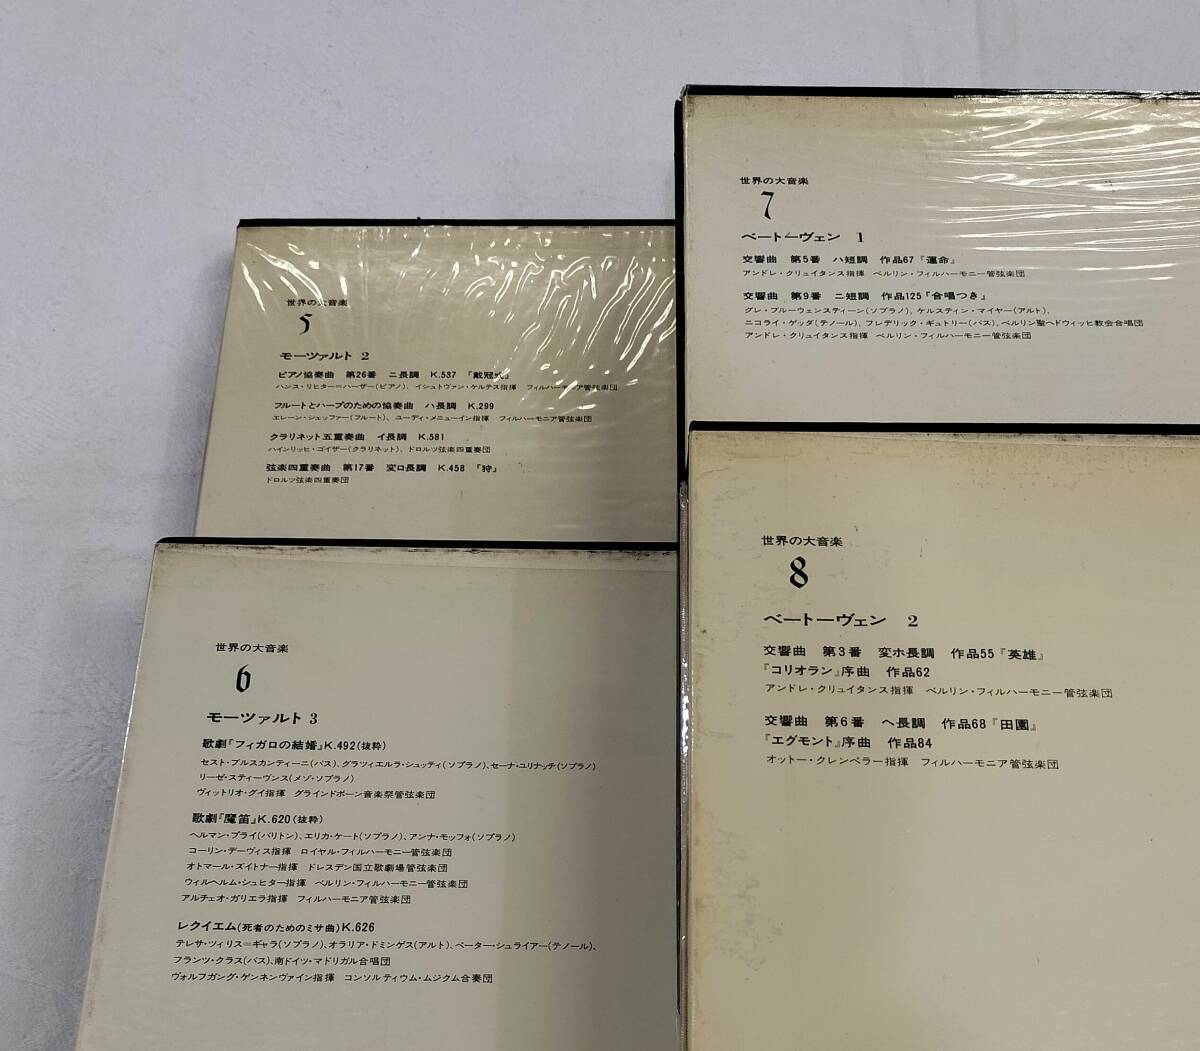 世界の大音楽
5
モーツァルト 2
ピアノ協奏曲 第26番 ニ長調 K.537 『戴冠式』
ハンス・リヒター=ハーザー(ピアノ)、イシュトヴァン・ケルテス指揮 フィルハーモニア管弦楽団
フルートとハープのための協奏曲 ハ長調 K.299
エレーン・シェッファー(フルート)、ユーディ・メニューイン指揮 フィルハーモニア管弦楽団
クラリネット五重奏曲 イ長調 K.581
ハインリッヒ・ゴイザー(クラリネット)、ドロルツ弦楽四重奏団
弦楽四重奏曲 第17番 変ロ長調 K.458 『狩』
ドロルツ弦楽四重奏団
世界の大音楽
6
モーツァルト 3
歌劇『フィガロの結婚』K.492(抜粋)
セスト・ブルスカンティーニ(バス)、グラツィエルラ・シュッティ(ソプラノ)、セーナ・ユリナッチ(ソプラノ)
リーゼ・スティーヴンス(メゾ・ソプラノ)
ヴィットリオ・グイ指揮 グラインドボーン音楽祭管弦楽団
歌劇『魔笛』K.620(抜粋)
ヘルマン・プライ(バリトン)、エリカ・ケート(ソプラノ)、アンナ・モッフォ(ソプラノ)
コーリン・デーヴィス指揮 ロイヤル・フィルハーモニー管弦楽団
オトマール・ズイトナー指揮 ドレスデン国立歌劇場管弦楽団
ウィルヘルム・シュヒター指揮 ベルリン・フィルハーモニー管弦楽団
アルチェオ・ガリエラ指揮 フィルハーモニア管弦楽団
レクイエム(死者のためのミサ曲)K.626
テレサ・ツィリス=ギャラ(ソプラノ)、オラリア・ドミンゲス(アルト)、ペーター・シュライアー(テノール)、
フランツ・クラス(バス)、南ドイツ・マドリガル合唱団
ヴォルフガング・ゲンネンヴァイン指揮 コンソルティウム・ムジクム合奏団
世界の大音楽
7
ベートーヴェン 1
交響曲 第5番 ハ短調 作品67『運命』
アンドレ・クリュイタンス指揮 ベルリン・フィルハーモニー管弦楽団
交響曲 第9番 ニ短調 作品125『合唱つき』
グレ・ブルーウェンスティーン(ソプラノ)、ケルスティン・マイヤー(アルト)、
ニコライ・ゲッダ(テノール)、フレデリック・ギュトリー(バス)、ベルリン聖ヘドウィッヒ教会合唱団
アンドレ・クリュイタンス指揮 ベルリン・フィルハーモニー管弦楽団
世界の大音楽
8
ベートーヴェン 2
交響曲 第3番 変ホ長調 作品55『英雄』
『コリオラン』序曲 作品62
アンドレ・クリュイタンス指揮 ベルリン・フィルハーモニー管弦楽団
交響曲 第6番 ヘ長調 作品68『田園』
『エグモント』序曲 作品84
オットー・クレンペラー指揮 フィルハーモニア管弦楽団